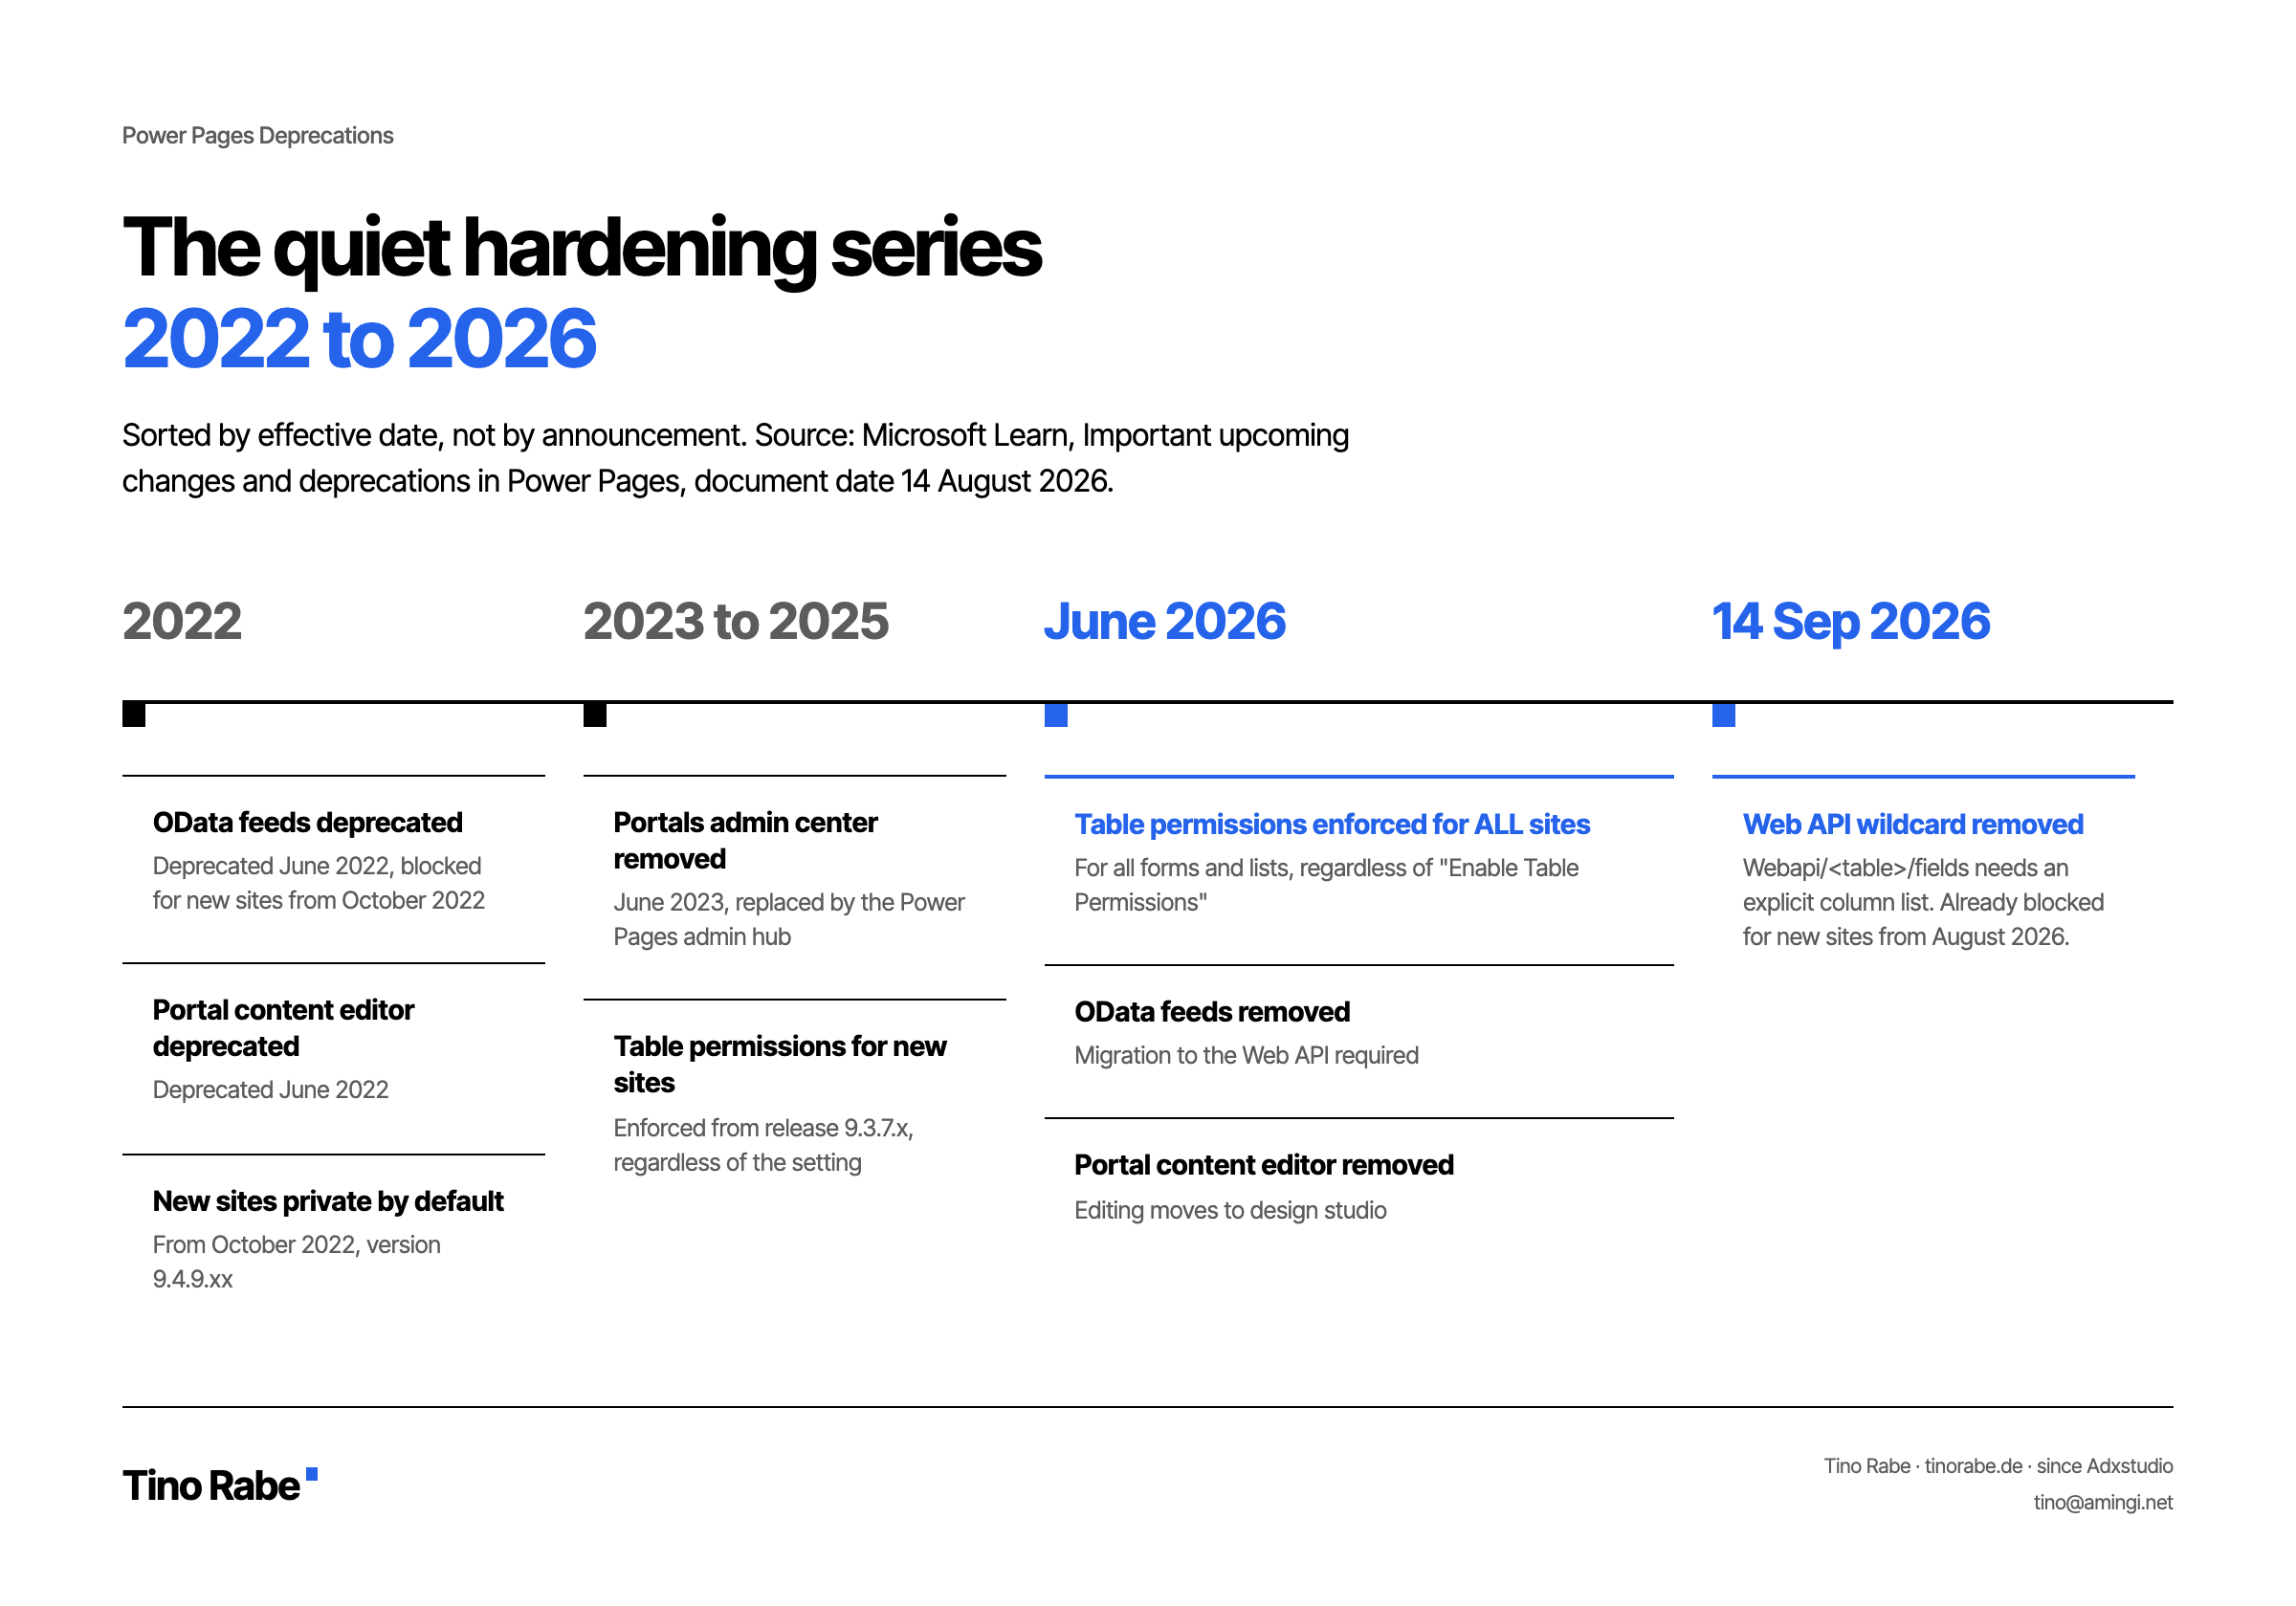 Power Pages Deprecations
The quiet hardening series
2022 to 2026
Sorted by effective date, not by announcement. Source: Microsoft Learn, Important upcoming
changes and deprecations in Power Pages, document date 14 August 2026.
2022
OData feeds deprecated
Deprecated June 2022, blocked
for new sites from October 2022
Portal content editor
deprecated
Deprecated June 2022
New sites private by default
From October 2022, version
9.4.9.xx
2023 to 2025
Portals admin center
removed
June 2023, replaced by the Power
Pages admin hub
Table permissions for new
sites
Enforced from release 9.3.7.x,
regardless of the setting
June 2026
Table permissions enforced for ALL sites
For all forms and lists, regardless of "Enable Table
Permissions"
OData feeds removed
Migration to the Web API required
Portal content editor removed
Editing moves to design studio
14 Sep 2026
Web API wildcard removed
Webapi/<table>/fields needs an
explicit column list. Already blocked
for new sites from August 2026.
Tino Rabe
Tino Rabe · tinorabe.de · since Adxstudio
tino@amingi.net